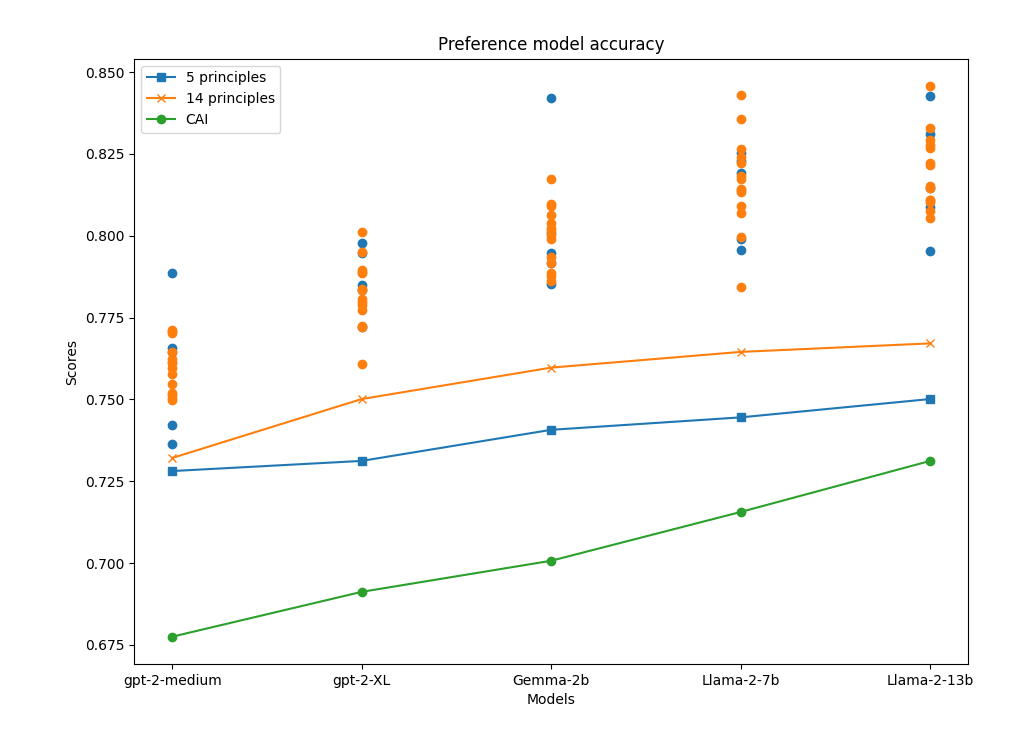 Preference model accuracy
5 principles
14 principles
CAI
0.850
0.825
0.800
0.775
0.750
0.725
0.700
0.675
Scores
gpt-2-medium
gpt-2-XL
Gemma-2b
Llama-2-7b
Llama-2-13b
Models